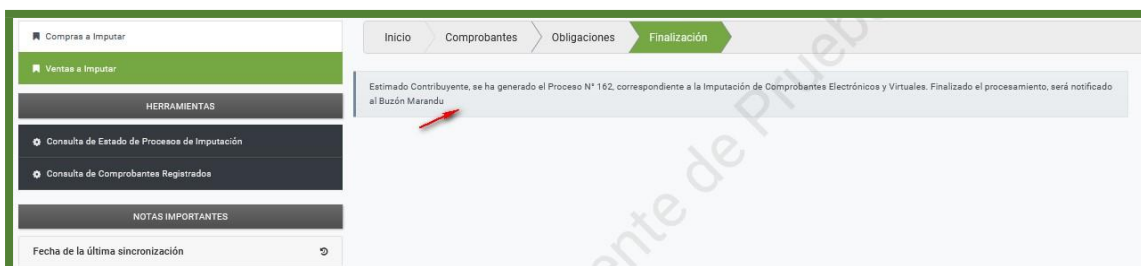 Compras a Imputar
Ventas a Imputar
HERRAMIENTAS
Consulta de Estado de Procesos de Imputación
Consulta de Comprobantes Registrados
NOTAS IMPORTANTES
Fecha de la última sincronización
Inicio Comprobantes Obligaciones Finalización
Estimado Contribuyente, se ha generado el Proceso N° 162, correspondiente a la Imputación de Comprobantes Electrónicos y Virtuales. Finalizado el procesamiento, será notificado
al Buzón Marandu
de